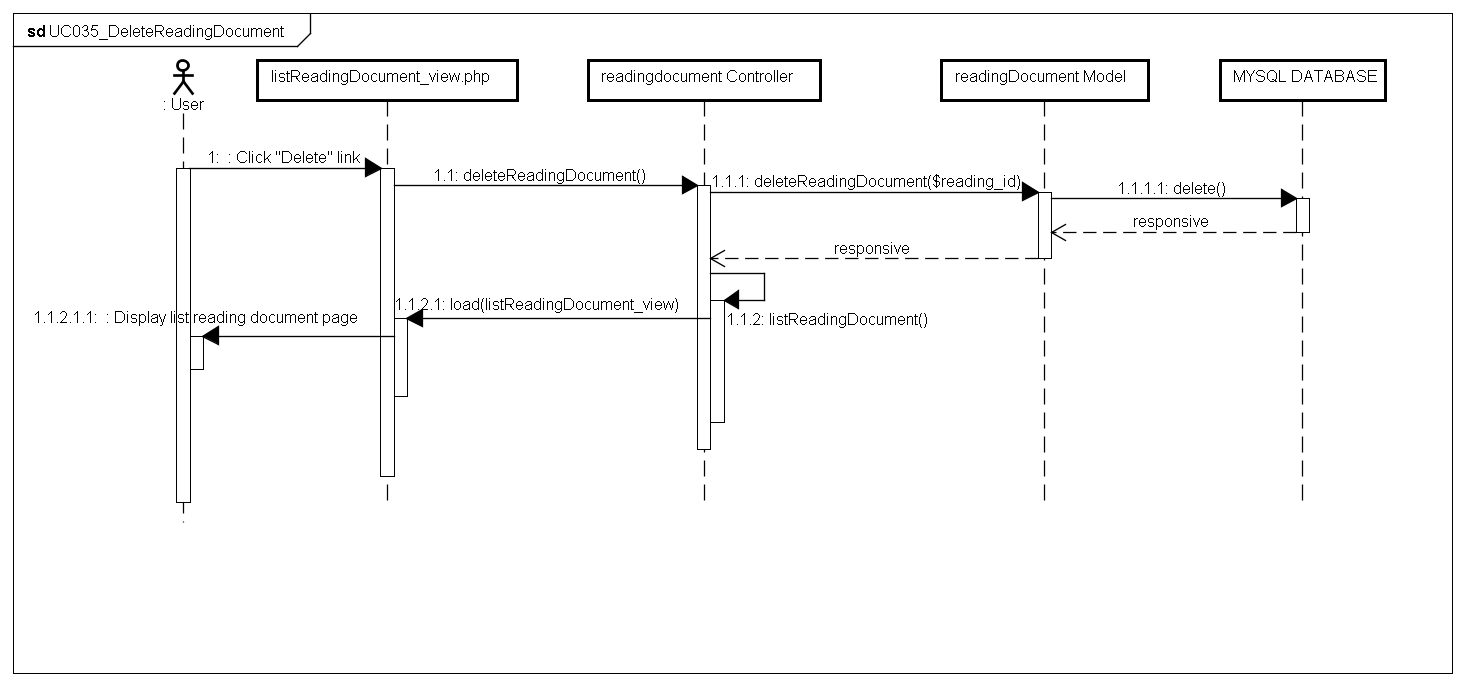 sd UC035_DeleteReadingDocument
: User
listReadingDocument_view.php
readingdocument Controller
readingDocument Model
MYSQL DATABASE
1:  : Click "Delete" link
1.1: deleteReadingDocument()
1.1.1: deleteReadingDocument($reading_id)
1.1.1.1: delete()
responsive
responsive
1.1.2.1: load(listReadingDocument_view)
1.1.2.1.1:  : Display list reading document page
1.1.2: listReadingDocument()